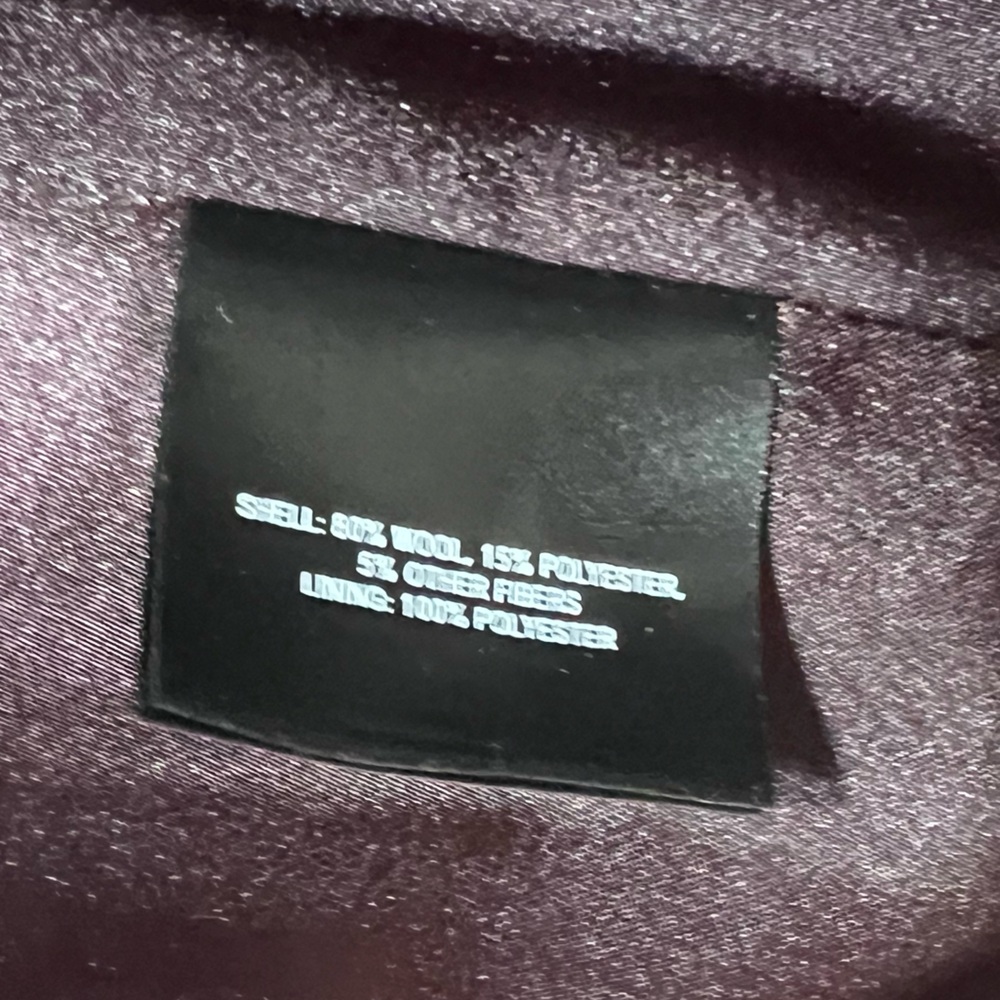 SHELL: 80% WOOL, 15% POLYESTER,
5% OTHER FIBERS
LINING: 100% POLYESTER